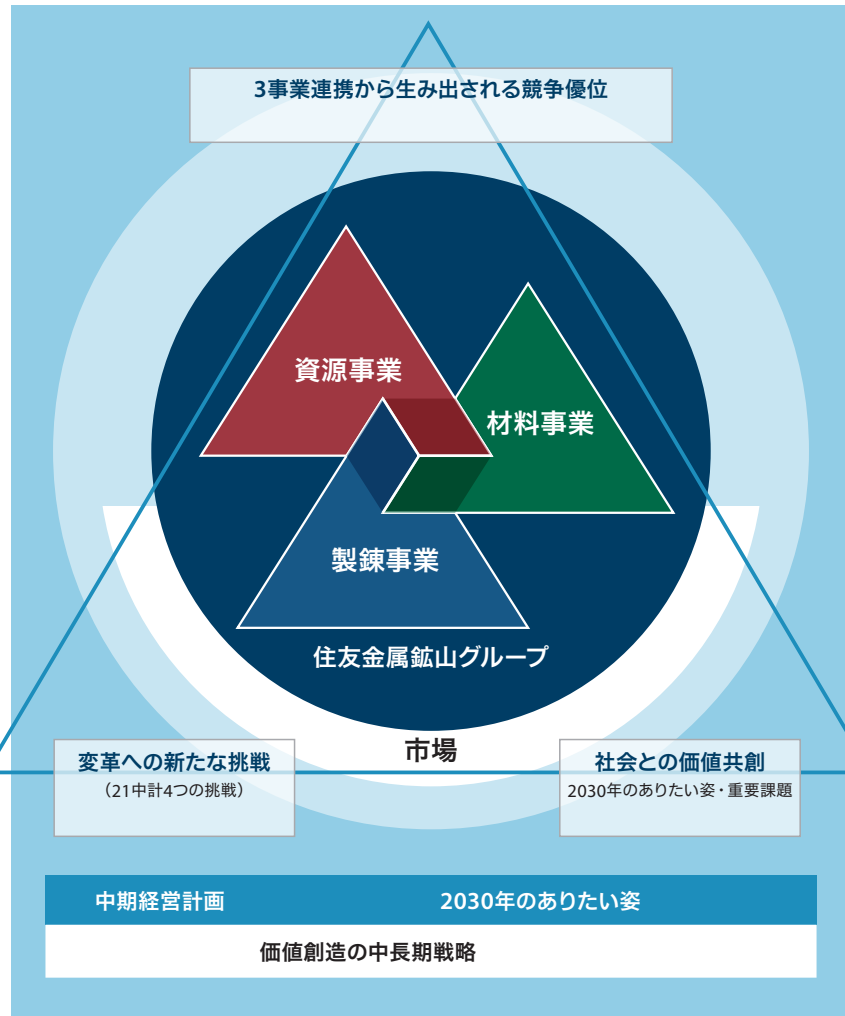 3事業連携から生み出される競争優位
資源事業
材料事業
製錬事業
住友金属鉱山グループ
市場
変革への新たな挑戦
（21中計4つの挑戦）
社会との価値共創
2030年のありたい姿・重要課題
中期経営計画
2030年のありたい姿
価値創造の中長期戦略